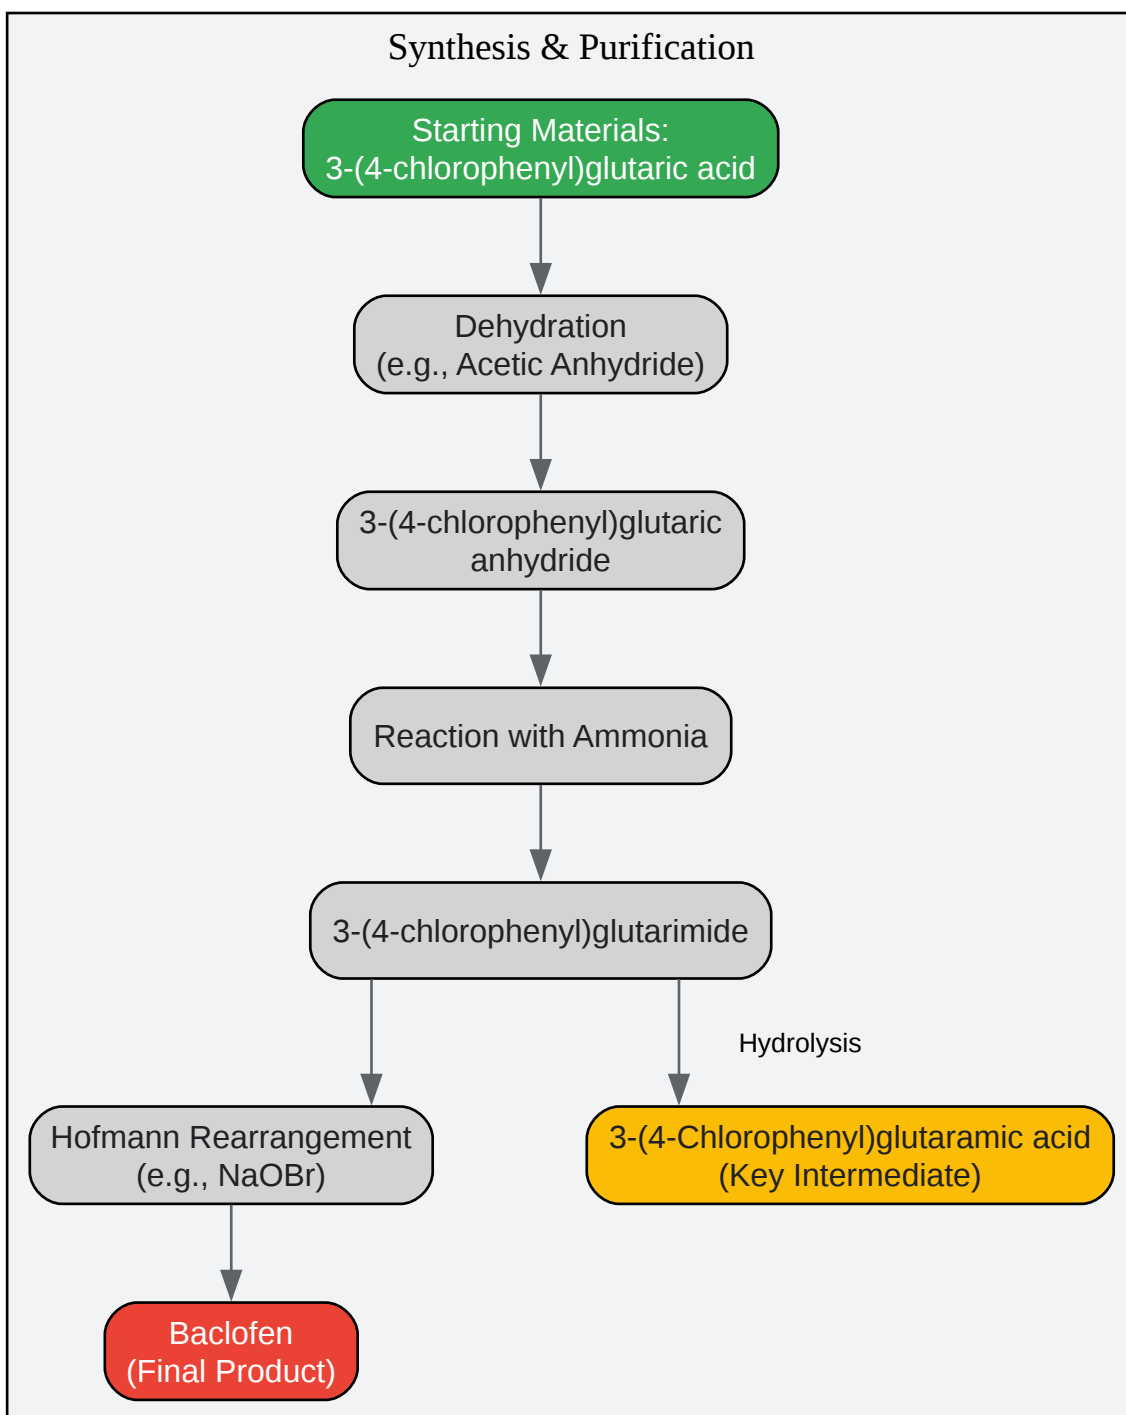 Synthesis & Purification
Starting Materials:
3-(4-chlorophenyl)glutaric acid
Dehydration
(e.g., Acetic Anhydride)
3-(4-chlorophenyl)glutaric
anhydride
Reaction with Ammonia
3-(4-chlorophenyl)glutarimide
Hydrolysis
Hofmann Rearrangement
(e.g., NaOBr)
3-(4-Chlorophenyl)glutaramic acid
(Key Intermediate)
Baclofen
(Final Product)